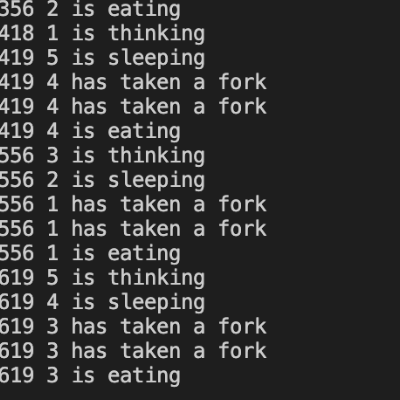 356 2 is eating
418 1 is thinking
419 5 is sleeping
419 4 has taken a fork
419 4 has taken a fork
419 4 is eating
556 3 is thinking
556 2 is sleeping
556 1 has taken a fork
556 1 has taken a fork
556 1 is eating
619 5 is thinking
619 4 is sleeping
619 3 has taken a fork
619 3 has taken a fork
619 3 is eating